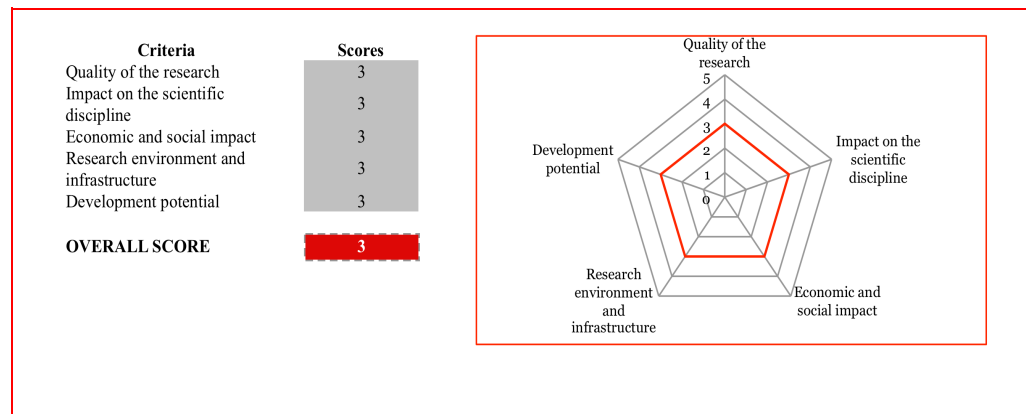 Criteria Scores
Quality of the research 3
Impact on the scientific
discipline 3
Economic and social impact 3
Research environment and
infrastructure 3
Development potential 3
OVERALL SCORE 3
Quality of the
research
5
4
3
2
1
0
Impact on the
scientific
discipline
Economic and
social impact
Research
environment
and
infrastructure
Development
potential